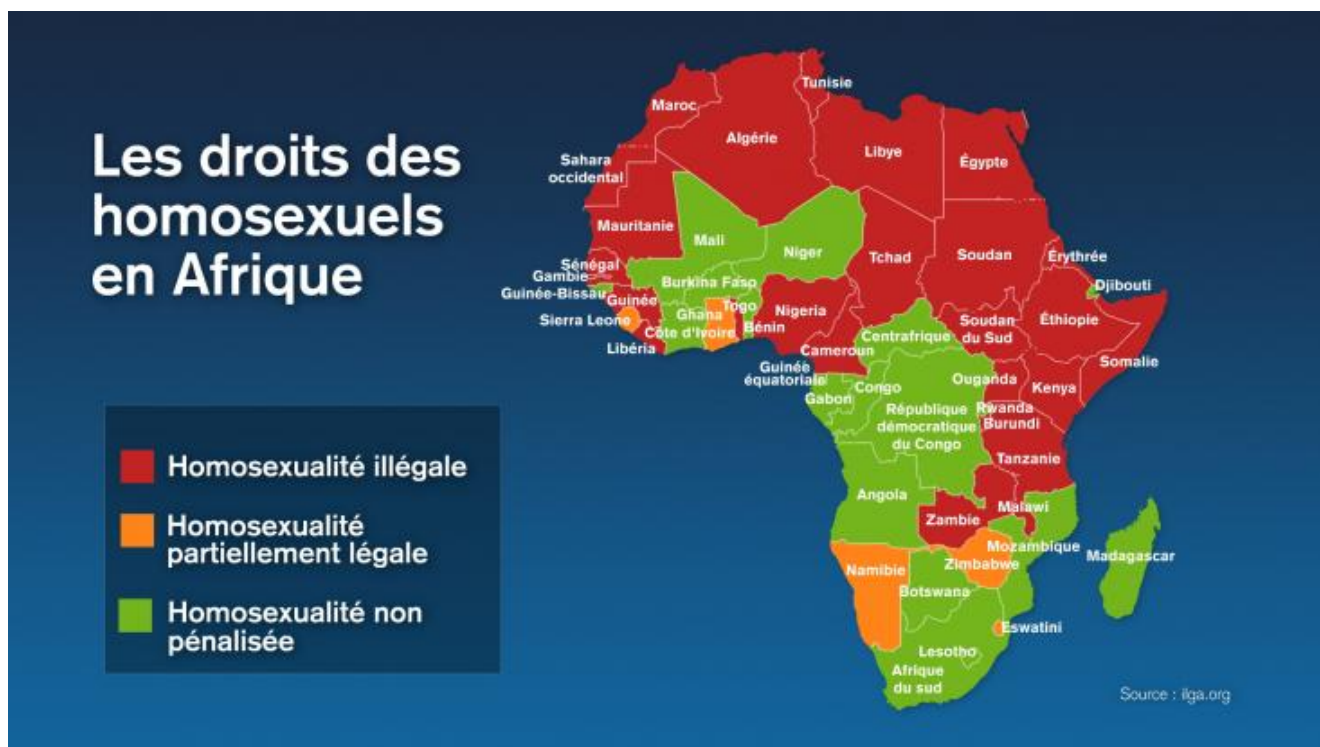 Les droits des
homosexuels
en Afrique
Homosexualité illégale
Homosexualité
partiellement légale
Homosexualité non
pénalisée
Tunisie
Maroc
Algérie
Libye
Égypte
Sahara
occidental
Mauritanie
Mali
Niger
Tchad
Soudan
Érythrée
Sénégal
Gambie
Guinée-Bissau
Guinée
Burkina Faso
Djibouti
Sierra Leone
Ghana
Togo
Côte d'Ivoire
Bénin
Nigeria
Libéria
Centrafrique
Soudan
du Sud
Éthiopie
Cameroun
Somalie
Guinée
équatoriale
Gabon
Congo
Ouganda
Kenya
République
démocratique
du Congo
Rwanda
Burundi
Tanzanie
Angola
Zambie
Malawi
Mozambique
Madagascar
Namibie
Zimbabwe
Botswana
Eswatini
Lesotho
Afrique
du sud
Source : ilga.org